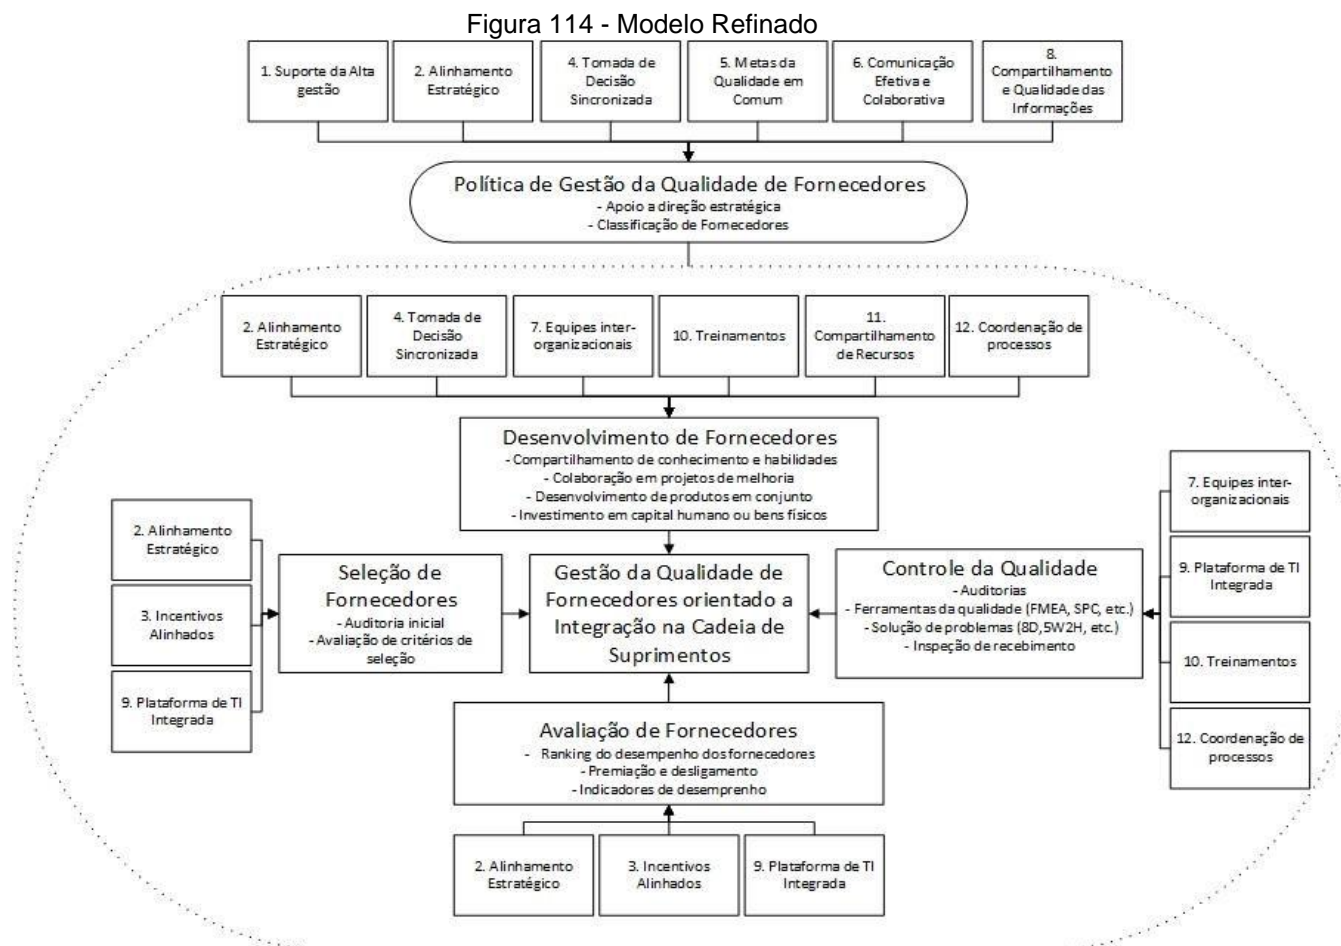 Figura 114 - Modelo Refinado
1. Suporte da Alta
gestão
2. Alinhamento
Estratégico
4. Tomada de
Decisão
Sincronizada
5. Metas da
Qualidade em
Comum
6. Comunicação
Efetiva e
Colaborativa
8.
Compartilhamento
e Qualidade das
Informações
Política de Gestão da Qualidade de Fornecedores
- Apoio a direção estratégica
- Classificação de Fornecedores
2. Alinhamento
Estratégico
4. Tomada de
Decisão
Sincronizada
7. Equipes inter-
organizacionais
10. Treinamentos
11.
Compartilhamento
de Recursos
12. Coordenação de
processos
Desenvolvimento de Fornecedores
- Compartilhamento de conhecimento e habilidades
- Colaboração em projetos de melhoria
- Desenvolvimento de produtos em conjunto
- Investimento em capital humano ou bens físicos
2. Alinhamento
Estratégico
3. Incentivos
Alinhados
9. Plataforma de TI
Integrada
Seleção de
Fornecedores
- Auditoria inicial
- Avaliação de critérios de
seleção
Gestão da Qualidade de
Fornecedores orientado a
Integração na Cadeia de
Suprimentos
Controle da Qualidade
- Auditorias
- Ferramentas da qualidade (FMEA, SPC, etc.)
- Solução de problemas (8D,5W2H, etc.)
- Inspeção de recebimento
7. Equipes inter-
organizacionais
9. Plataforma de TI
Integrada
10. Treinamentos
12. Coordenação de
processos
Avaliação de Fornecedores
- Ranking do desempenho dos fornecedores
- Premiação e desligamento
- Indicadores de desemprenho
2. Alinhamento
Estratégico
3. Incentivos
Alinhados
9. Plataforma de TI
Integrada